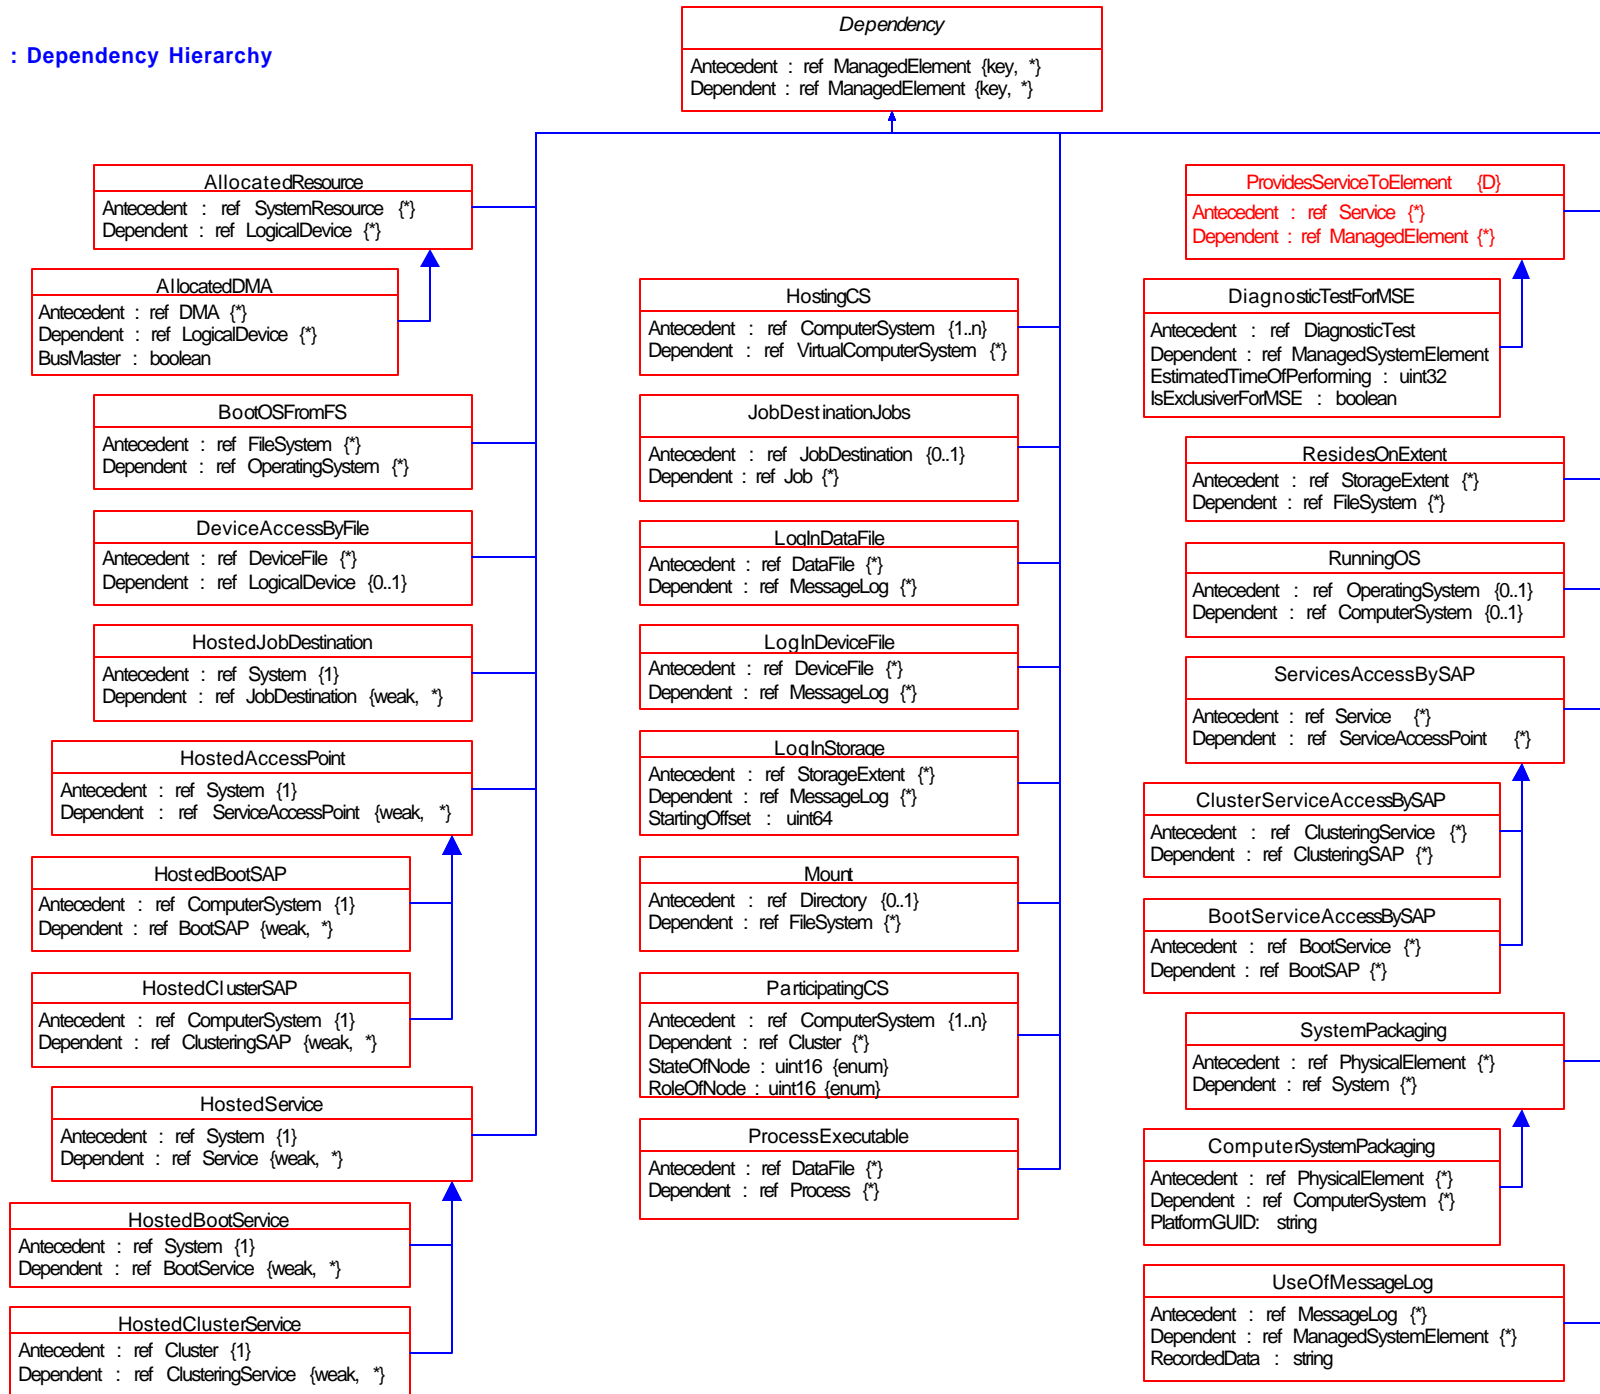 : Dependency Hierarchy
Dependency
Antecedent : ref ManagedElement {key, *}
Dependent : ref ManagedElement {key, *}
AllocatedResource
Antecedent : ref SystemResource {*}
Dependent : ref LogicalDevice {*}
AllocatedDMA
Antecedent : ref DMA {*}
Dependent : ref LogicalDevice {*}
BusMaster : boolean
BootOSFromFS
Antecedent : ref FileSystem {*}
Dependent : ref OperatingSystem {*}
DeviceAccessByFile
Antecedent : ref DeviceFile {*}
Dependent : ref LogicalDevice {0..1}
HostedJobDestination
Antecedent : ref System {1}
Dependent : ref JobDestination {weak, *}
HostedAccessPoint
Antecedent : ref System {1}
Dependent : ref ServiceAccessPoint {weak, *}
HostedBootSAP
Antecedent : ref ComputerSystem {1}
Dependent : ref BootSAP {weak, *}
HostedClusterSAP
Antecedent : ref ComputerSystem {1}
Dependent : ref ClusteringSAP {weak, *}
HostedService
Antecedent : ref System {1}
Dependent : ref Service {weak, *}
HostedBootService
Antecedent : ref System {1}
Dependent : ref BootService {weak, *}
HostedClusterService
Antecedent : ref Cluster {1}
Dependent : ref ClusteringService {weak, *}
HostingCS
Antecedent : ref ComputerSystem {1..n}
Dependent : ref VirtualComputerSystem {*}
JobDestinationJobs
Antecedent : ref JobDestination {0..1}
Dependent : ref Job {*}
LogInDataFile
Antecedent : ref DataFile {*}
Dependent : ref MessageLog {*}
LogInDeviceFile
Antecedent : ref DeviceFile {*}
Dependent : ref MessageLog {*}
LogInStorage
Antecedent : ref StorageExtent {*}
Dependent : ref MessageLog {*}
StartingOffset : uint64
Mount
Antecedent : ref Directory {0..1}
Dependent : ref FileSystem {*}
ParticipatingCS
Antecedent : ref ComputerSystem {1..n}
Dependent : ref Cluster {*}
StateOfNode : uint16 {enum}
RoleOfNode : uint16 {enum}
ProcessExecutable
Antecedent : ref DataFile {*}
Dependent : ref Process {*}
ProvidesServiceToElement {D}
Antecedent : ref Service {*}
Dependent : ref ManagedElement {*}
DiagnosticTestForMSE
Antecedent : ref DiagnosticTest
Dependent : ref ManagedSystemElement
EstimatedTimeOfPerforming : uint32
IsExclusiverForMSE : boolean
ResidesOnExtent
Antecedent : ref StorageExtent {*}
Dependent : ref FileSystem {*}
RunningOS
Antecedent : ref OperatingSystem {0..1}
Dependent : ref ComputerSystem {0..1}
ServicesAccessBySAP
Antecedent : ref Service {*}
Dependent : ref ServiceAccessPoint {*}
ClusterServiceAccessBySAP
Antecedent : ref ClusteringService {*}
Dependent : ref ClusteringSAP {*}
BootServiceAccessBySAP
Antecedent : ref BootService {*}
Dependent : ref BootSAP {*}
SystemPackaging
Antecedent : ref PhysicalElement {*}
Dependent : ref System {*}
ComputerSystemPackaging
Antecedent : ref PhysicalElement {*}
Dependent : ref ComputerSystem {*}
PlatformGUID: string
UseOfMessageLog
Antecedent : ref MessageLog {*}
Dependent : ref ManagedSystemElement {*}
RecordedData : string